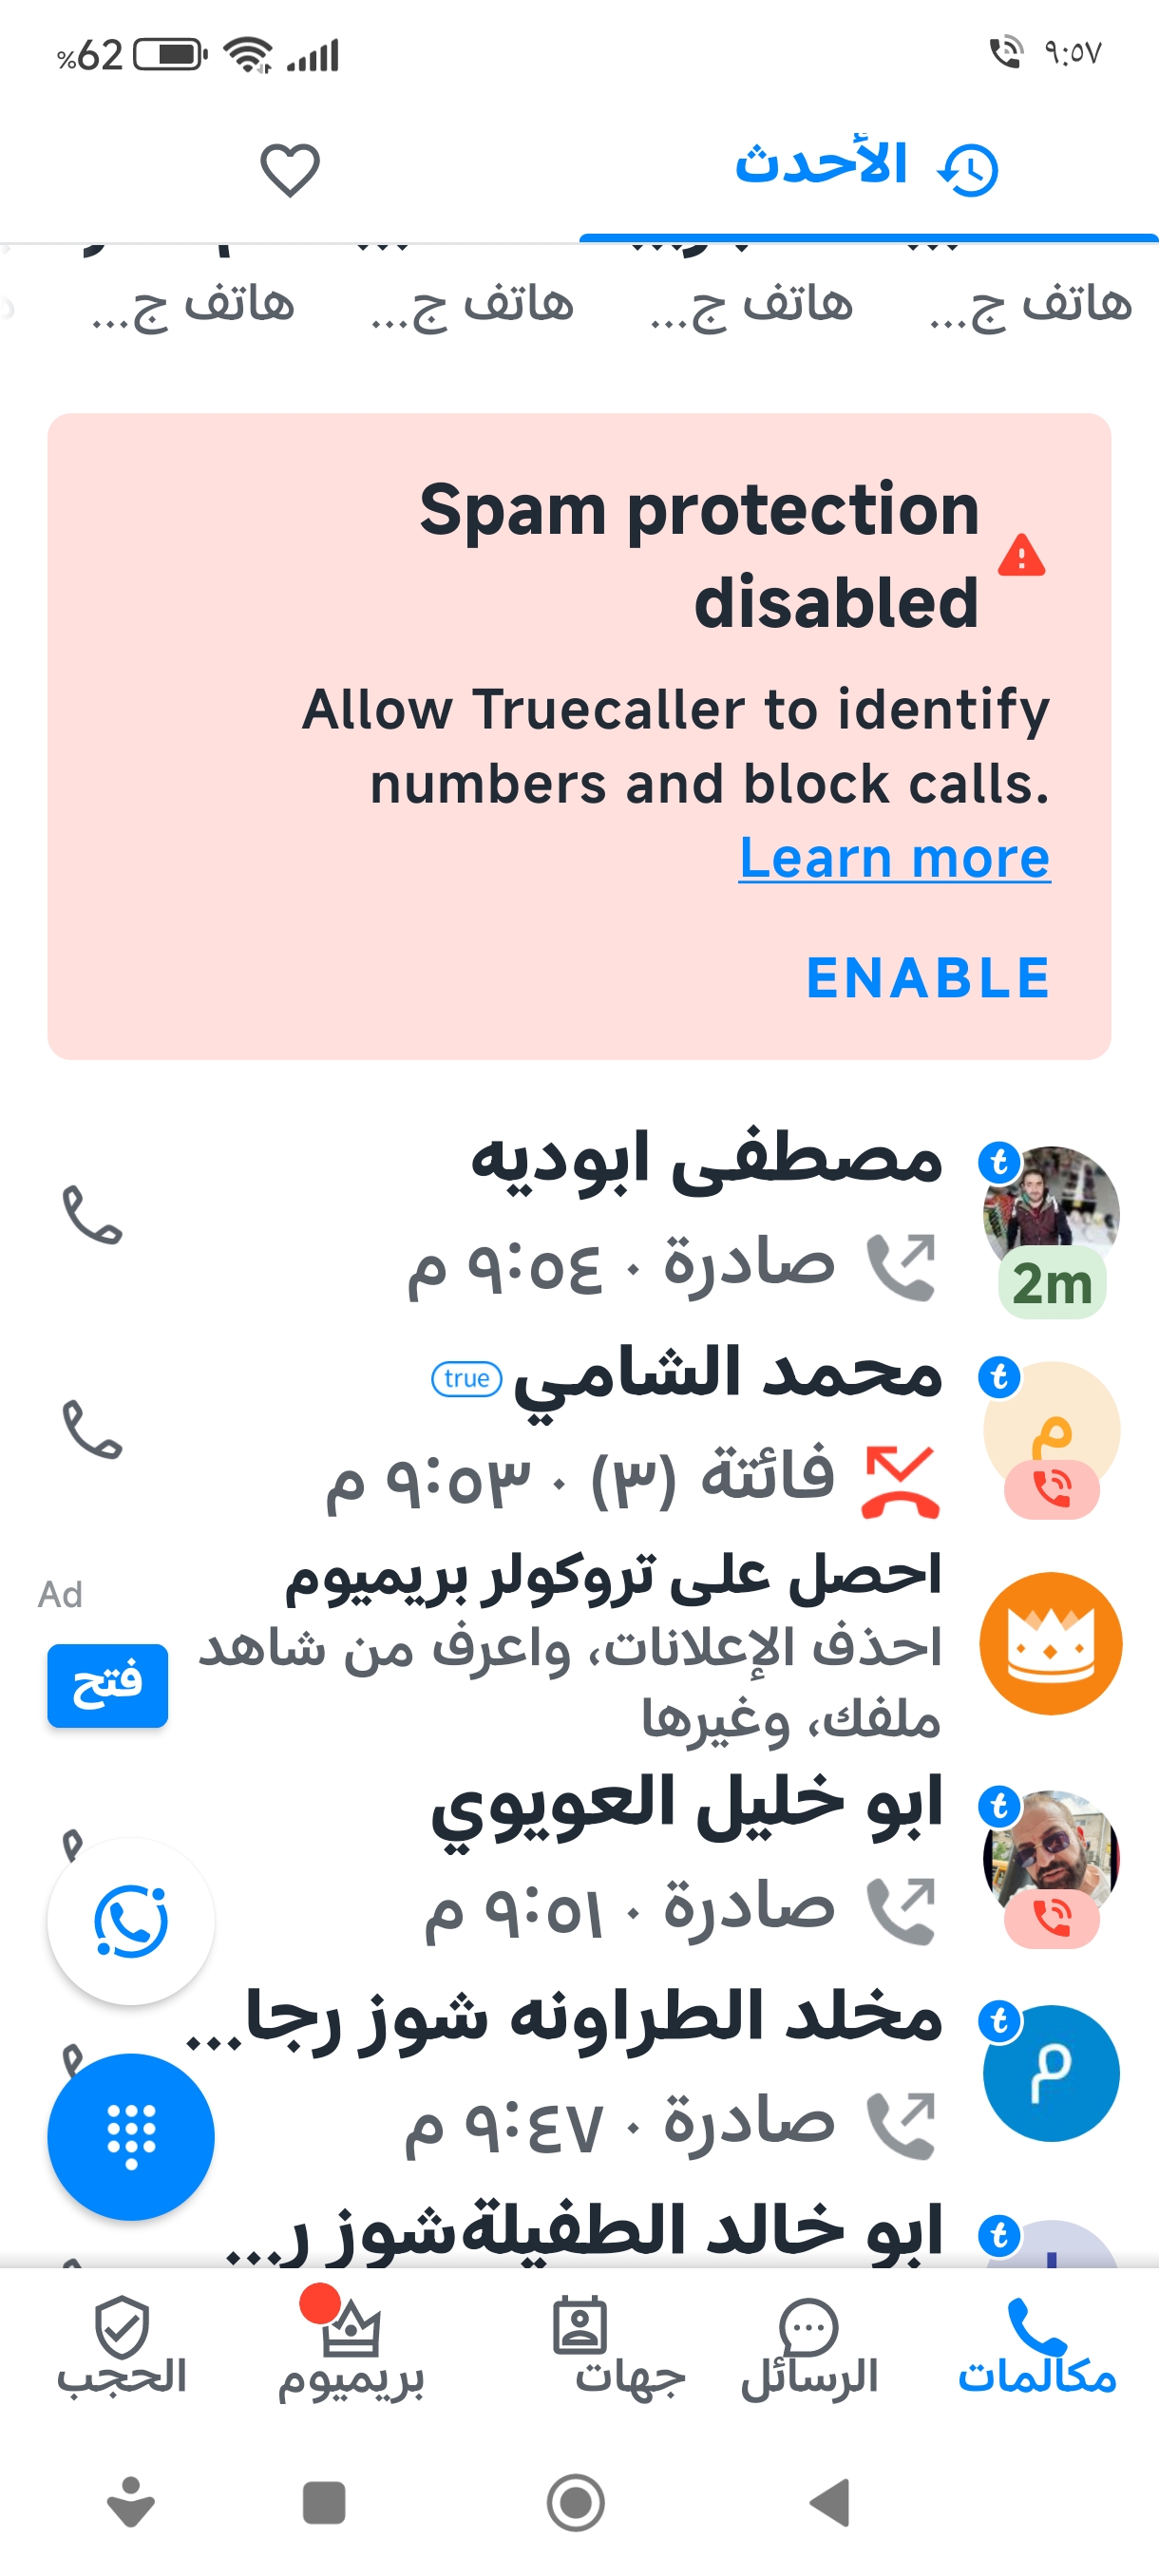 %62
٩:٥٧
الأحدث
هاتف ج...
هاتف ج...
هاتف ج...
هاتف ج...
Spam protection
disabled
Allow Truecaller to identify
numbers and block calls.
Learn more
ENABLE
مصطفى ابوديه
صادرة · ٩:٥٤ م
2m
محمد الشامي true
م
فائتة (٣) · ٩:٥٣ م
احصل على تروكولر بريميوم
Ad
احذف الإعلانات، واعرف من شاهد
ملفك، وغيرها
فتح
ابو خليل العويوي
صادرة · ٩:٥١ م
مخلد الطراونه شوز رجا...
م
صادرة · ٩:٤٧ م
ابو خالد الطفيلةشوز ر...
مكالمات
الرسائل
جهات
بريميوم
الحجب